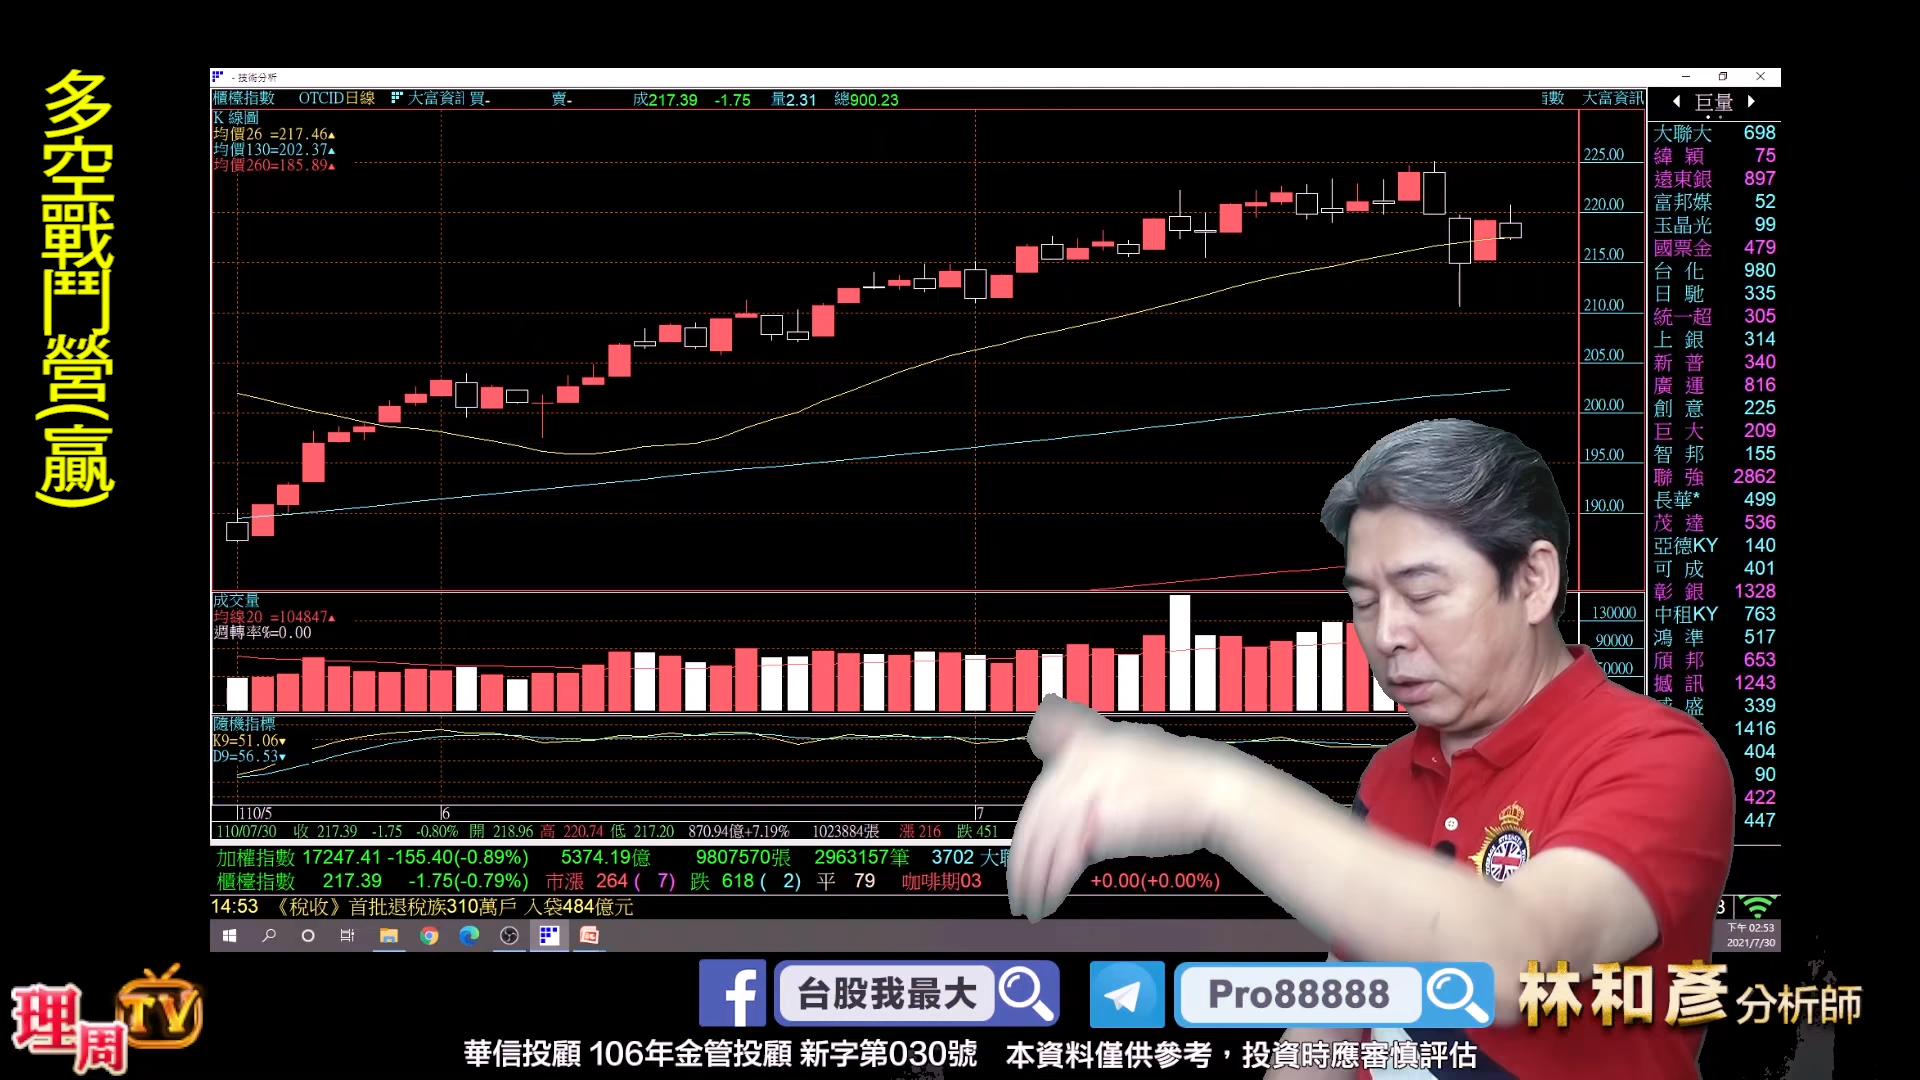 多空戰鬥營(贏)
- 技術分析
櫃檯指數 OTCID日線 大富資訊 買- 賣- 成217.39 -1.75 量2.31 總900.23 指數 大富資訊
K 線圖
均價26 =217.46▲
均價130=202.37▲
均價260=185.89▲
225.00
220.00
215.00
210.00
205.00
200.00
195.00
190.00
成交量
均線20 =104847▲
週轉率%=0.00
130000
90000
50000
隨機指標
K9=51.06▼
D9=56.53▼
110/5 6 7
110/07/30 收 217.39 -1.75 -0.80% 開 218.96 高 220.74 低 217.20 870.94億+7.19% 1023884張 漲 216 跌 451
巨量
大聯大 698
緯穎 75
遠東銀 897
富邦媒 52
玉晶光 99
國票金 479
台化 980
日馳 335
統一超 305
上銀 314
新普 340
廣運 816
創意 225
巨大 209
智邦 155
聯強 2862
長華* 499
茂達 536
亞德KY 140
可成 401
彰銀 1328
中租KY 763
鴻準 517
頎邦 653
撼訊 1243
盛 339
1416
404
90
422
447
加權指數 17247.41 -155.40(-0.89%) 5374.19億 9807570張 2963157筆 3702 大聯
櫃檯指數 217.39 -1.75(-0.79%) 市漲 264 ( 7) 跌 618 ( 2) 平 79 咖啡期03 +0.00(+0.00%)
14:53 《稅收》首批退稅族310萬戶 入袋484億元
下午 02:53
2021/7/30
理周TV
台股我最大
Pro88888
林和彥 分析師
華信投顧 106年金管投顧 新字第030號 本資料僅供參考，投資時應審慎評估